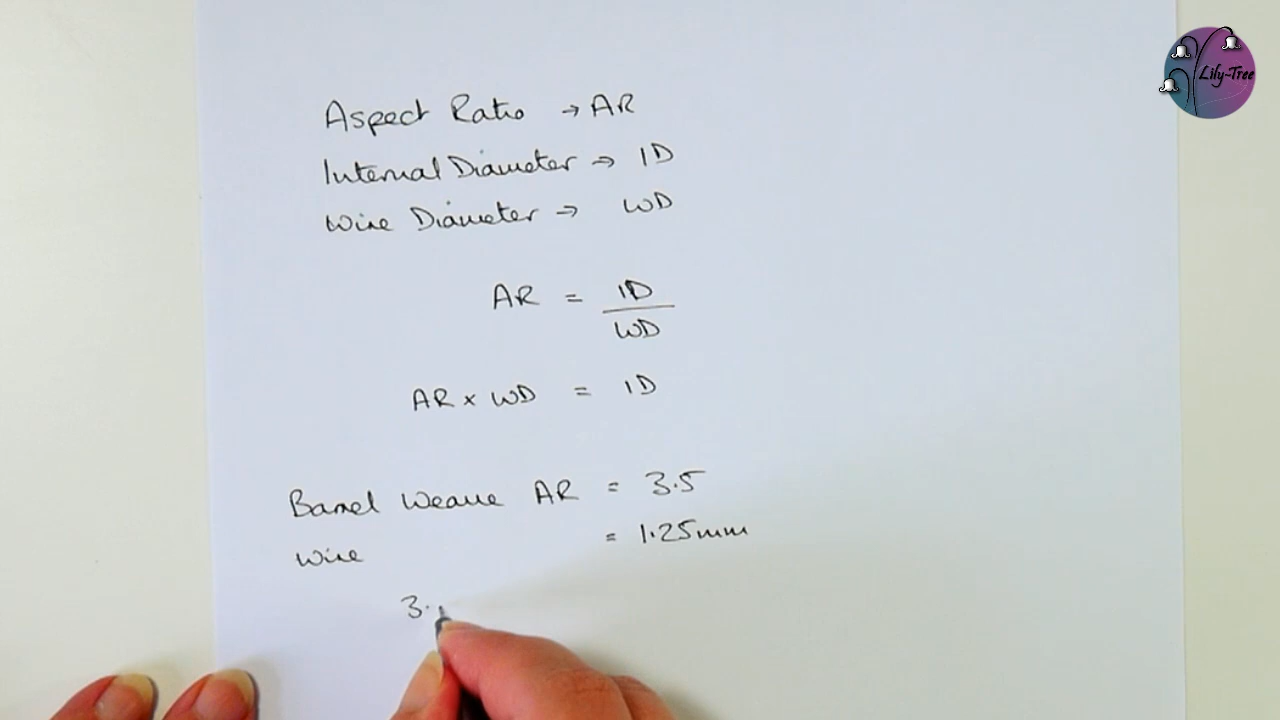 Lily-Tree
Aspect Ratio → AR
Internal Diameter → ID
Wire Diameter → WD
AR = ID
WD
AR x WD = ID
Barrel Weave AR = 3.5
Wire = 1.25mm
3.